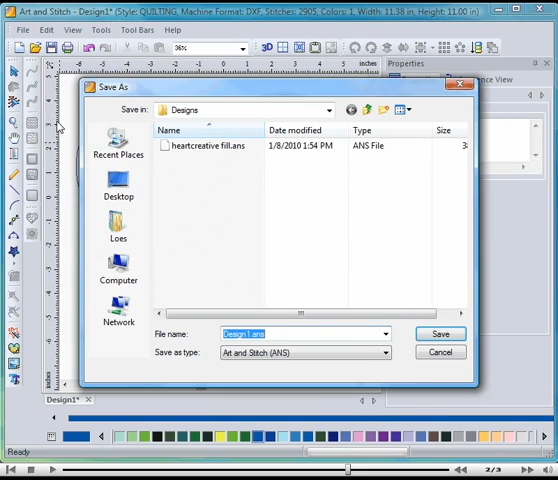 Art and Stitch - Design1* (Style: QUILTING, Machine Format: DXF, Stitches: 2905, Colors: 1, Width: 11.38 in, Height: 11.00 in)
File Edit View Tools Tool Bars Help
36% 3D
inches Properties
Save As
Save in: Designs
Name Date modified Type Size
heartcreative fill.ans 1/8/2010 1:54 PM ANS File
Recent Places
Desktop
Loes
Computer
Network
File name: Design1.ans Save
Save as type: Art and Stitch (ANS) Cancel
inches
Design1*
Ready
2/3